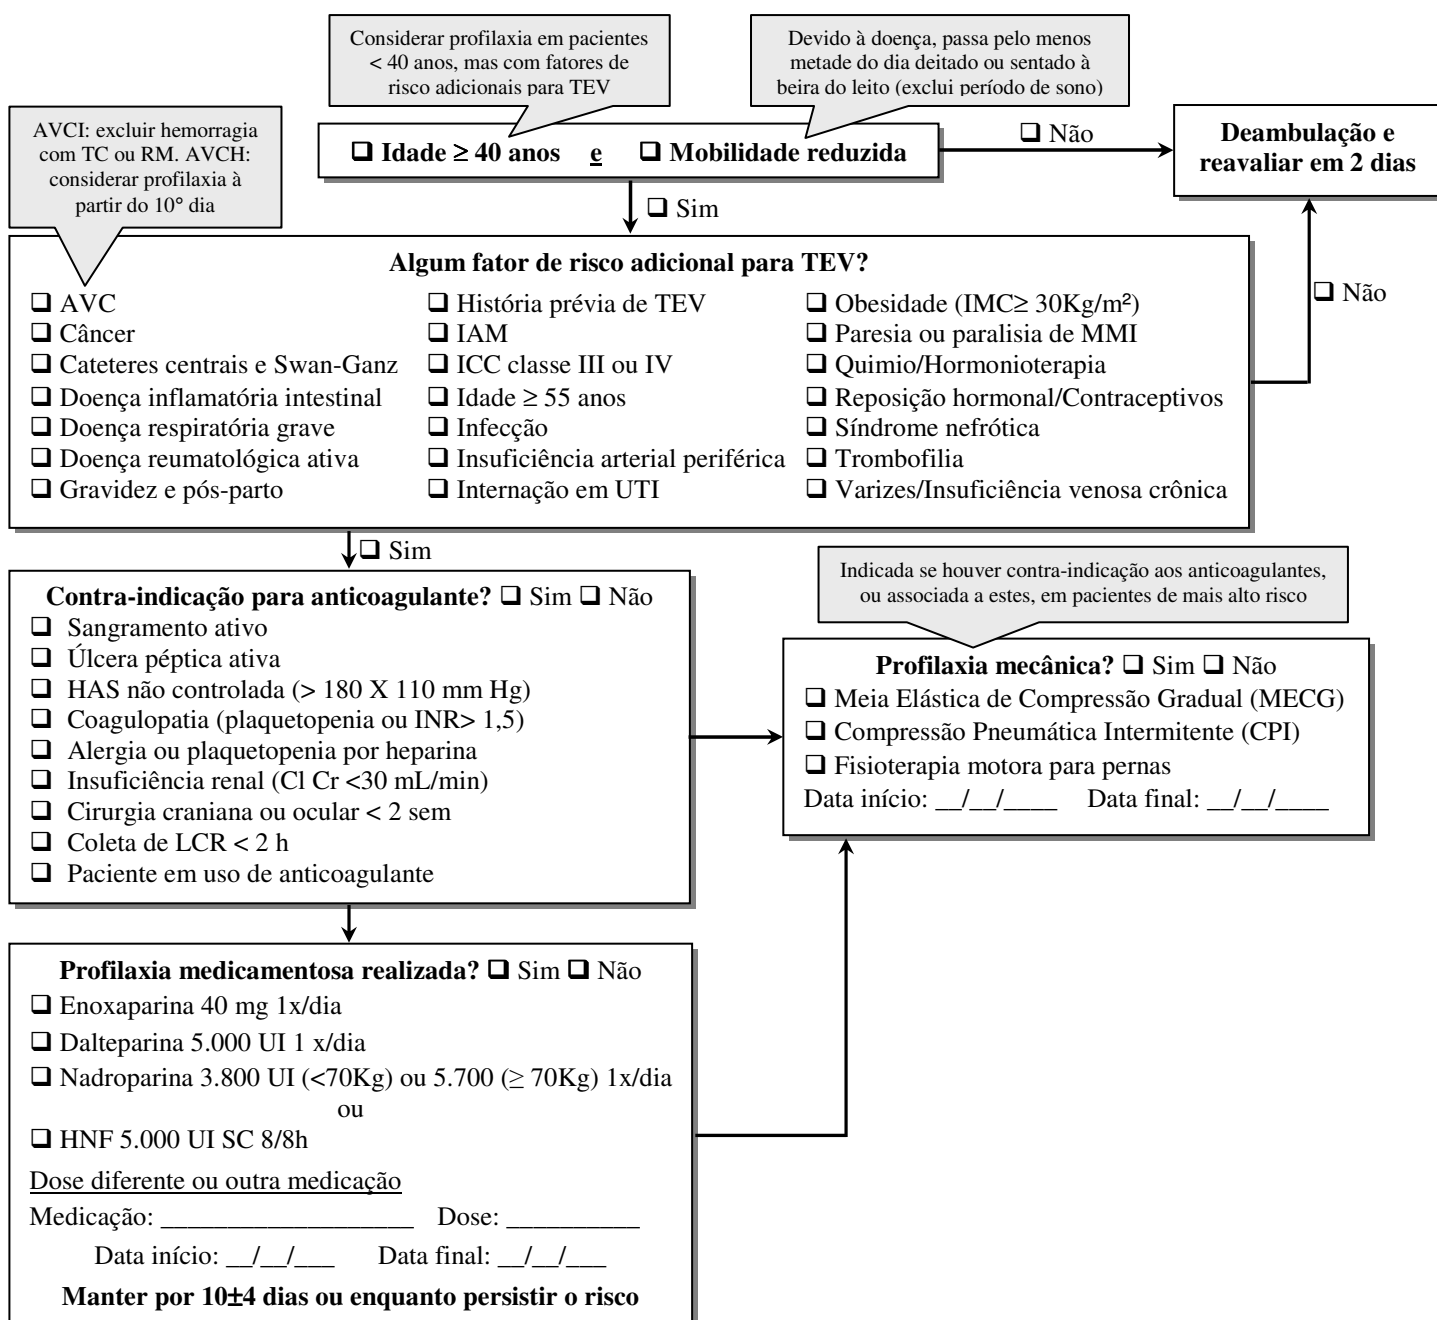 Considerar profilaxia em pacientes
< 40 anos, mas com fatores de
risco adicionais para TEV
Devido à doença, passa pelo menos
metade do dia deitado ou sentado à
beira do leito (exclui período de sono)
AVCI: excluir hemorragia
com TC ou RM. AVCH:
considerar profilaxia à
partir do 10° dia
❑ Idade ≥ 40 anos e ❑ Mobilidade reduzida
❑ Não
Deambulação e
reavaliar em 2 dias
❑ Sim
Algum fator de risco adicional para TEV?
❑ AVC
❑ Câncer
❑ Cateteres centrais e Swan-Ganz
❑ Doença inflamatória intestinal
❑ Doença respiratória grave
❑ Doença reumatológica ativa
❑ Gravidez e pós-parto
❑ História prévia de TEV
❑ IAM
❑ ICC classe III ou IV
❑ Idade ≥ 55 anos
❑ Infecção
❑ Insuficiência arterial periférica
❑ Internação em UTI
❑ Obesidade (IMC≥ 30Kg/m²)
❑ Paresia ou paralisia de MMI
❑ Quimio/Hormonioterapia
❑ Reposição hormonal/Contraceptivos
❑ Síndrome nefrótica
❑ Trombofilia
❑ Varizes/Insuficiência venosa crônica
❑ Não
❑ Sim
Contra-indicação para anticoagulante? ❑ Sim ❑ Não
❑ Sangramento ativo
❑ Úlcera péptica ativa
❑ HAS não controlada (> 180 X 110 mm Hg)
❑ Coagulopatia (plaquetopenia ou INR> 1,5)
❑ Alergia ou plaquetopenia por heparina
❑ Insuficiência renal (Cl Cr <30 mL/min)
❑ Cirurgia craniana ou ocular < 2 sem
❑ Coleta de LCR < 2 h
❑ Paciente em uso de anticoagulante
Indicada se houver contra-indicação aos anticoagulantes,
ou associada a estes, em pacientes de mais alto risco
Profilaxia mecânica? ❑ Sim ❑ Não
❑ Meia Elástica de Compressão Gradual (MECG)
❑ Compressão Pneumática Intermitente (CPI)
❑ Fisioterapia motora para pernas
Data início: __/__/____ Data final: __/__/____
Profilaxia medicamentosa realizada? ❑ Sim ❑ Não
❑ Enoxaparina 40 mg 1x/dia
❑ Dalteparina 5.000 UI 1 x/dia
❑ Nadroparina 3.800 UI (<70Kg) ou 5.700 (≥ 70Kg) 1x/dia
ou
❑ HNF 5.000 UI SC 8/8h
Dose diferente ou outra medicação
Medicação: ___________________ Dose: __________
Data início: __/__/___ Data final: __/__/___
Manter por 10±4 dias ou enquanto persistir o risco